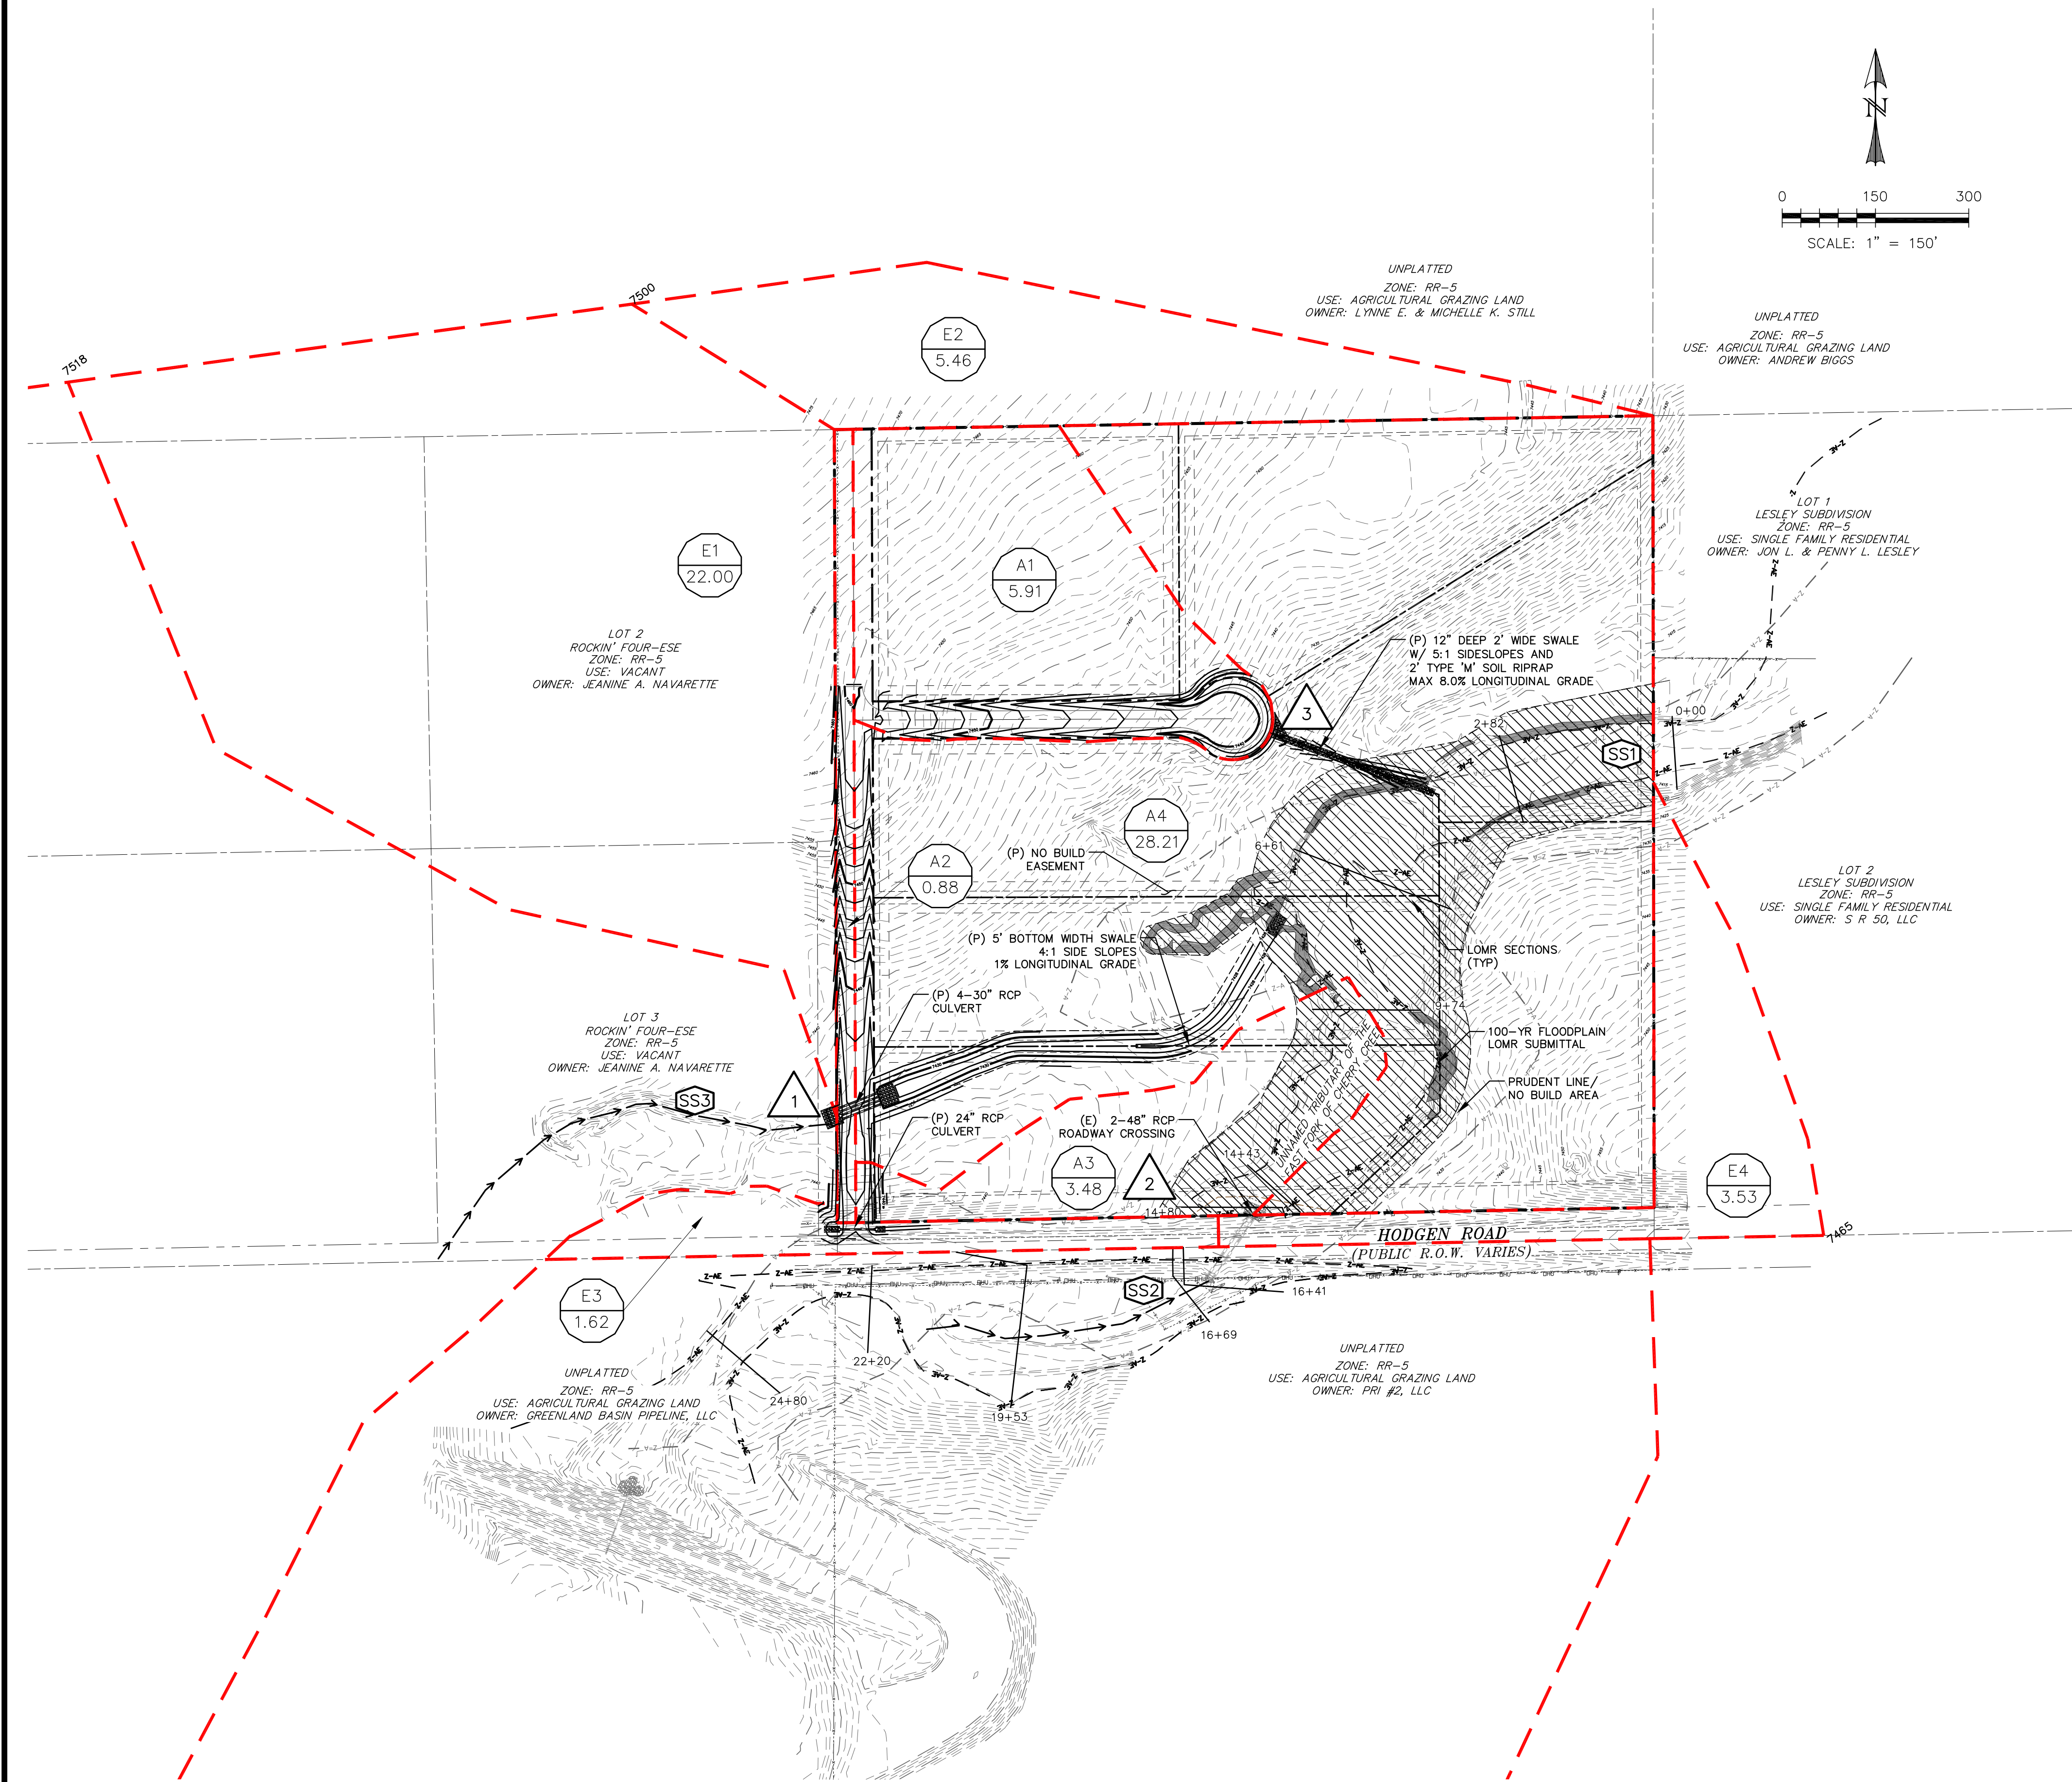 N
0 150 300
SCALE: 1" = 150'
UNPLATTED
ZONE: RR-5
USE: AGRICULTURAL GRAZING LAND
OWNER: LYNNE E. & MICHELLE K. STILL
UNPLATTED
ZONE: RR-5
USE: AGRICULTURAL GRAZING LAND
OWNER: ANDREW BIGGS
7518
7500
E2
5.46
E1
22.00
A1
5.91
LOT 1
LESLEY SUBDIVISION
ZONE: RR-5
USE: SINGLE FAMILY RESIDENTIAL
OWNER: JON L. & PENNY L. LESLEY
LOT 2
ROCKIN' FOUR-ESE
ZONE: RR-5
USE: VACANT
OWNER: JEANINE A. NAVARETTE
(P) 12" DEEP 2' WIDE SWALE
W/ 5:1 SIDESLOPES AND
2' TYPE 'M' SOIL RIPRAP
MAX 8.0% LONGITUDINAL GRADE
3
2+82
0+00
SS1
A4
28.21
6+61
A2
0.88
(P) NO BUILD
EASEMENT
LOT 2
LESLEY SUBDIVISION
ZONE: RR-5
USE: SINGLE FAMILY RESIDENTIAL
OWNER: S R 50, LLC
(P) 5' BOTTOM WIDTH SWALE
4:1 SIDE SLOPES
1% LONGITUDINAL GRADE
LOMR SECTIONS
(TYP)
(P) 4-30" RCP
CULVERT
9+74
LOT 3
ROCKIN' FOUR-ESE
ZONE: RR-5
USE: VACANT
OWNER: JEANINE A. NAVARETTE
100-YR FLOODPLAIN
LOMR SUBMITTAL
SS3
1
PRUDENT LINE/
NO BUILD AREA
(P) 24" RCP
CULVERT
(E) 2-48" RCP
ROADWAY CROSSING
UNNAMED TRIBUTARY OF THE
EAST FORK OF CHERRY CREEK
14+43
A3
3.48
2
14+80
E4
3.53
7465
HODGEN ROAD
(PUBLIC R.O.W. VARIES)
E3
1.62
SS2
16+41
16+69
22+20
19+53
24+80
UNPLATTED
ZONE: RR-5
USE: AGRICULTURAL GRAZING LAND
OWNER: GREENLAND BASIN PIPELINE, LLC
UNPLATTED
ZONE: RR-5
USE: AGRICULTURAL GRAZING LAND
OWNER: PRI #2, LLC